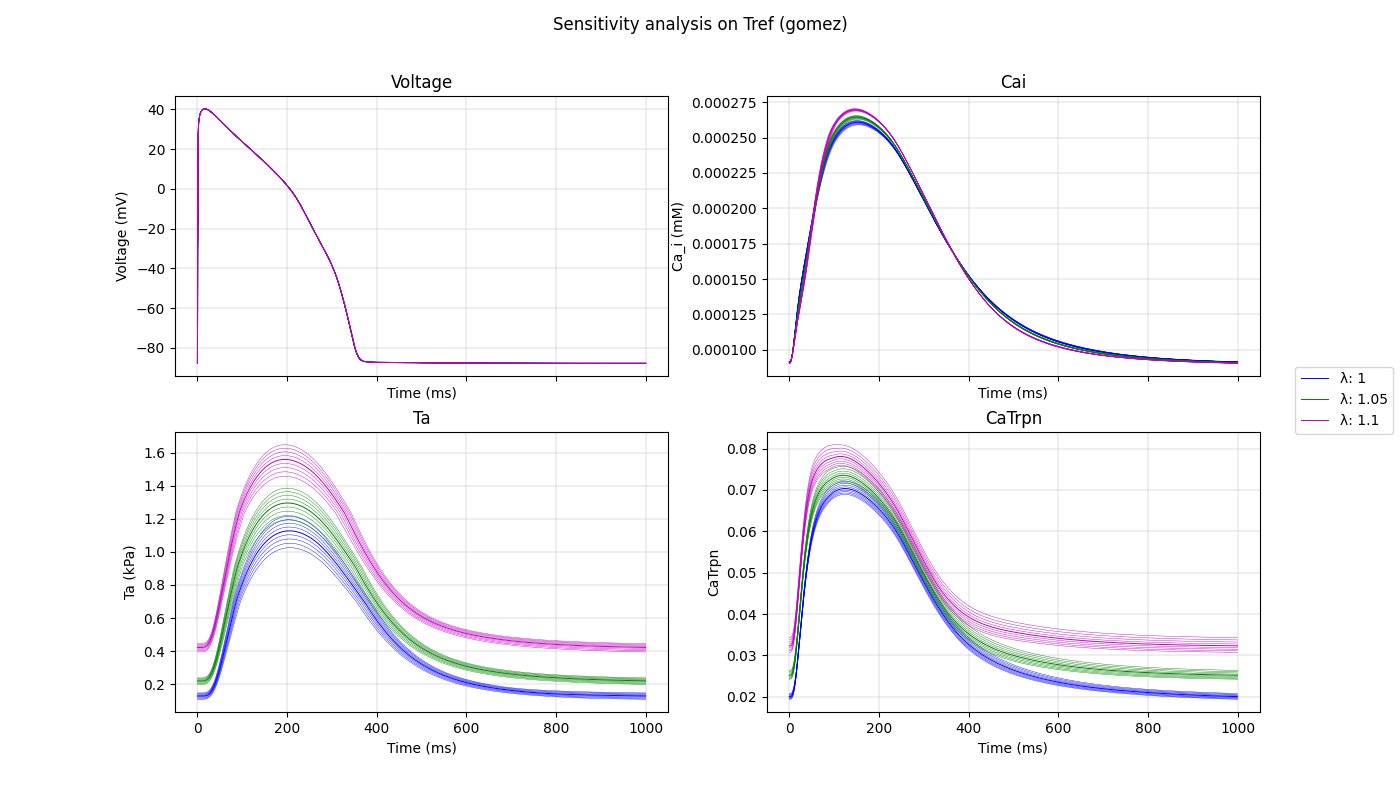 Sensitivity analysis on Tref (gomez)
Voltage
40
20
0
−20
−40
−60
−80
Voltage (mV)
Time (ms)
Cai
0.000275
0.000250
0.000225
0.000200
0.000175
0.000150
0.000125
0.000100
Ca_i (mM)
Time (ms)
λ: 1
λ: 1.05
λ: 1.1
Ta
1.6
1.4
1.2
1.0
0.8
0.6
0.4
0.2
Ta (kPa)
0 200 400 600 800 1000
Time (ms)
CaTrpn
0.08
0.07
0.06
0.05
0.04
0.03
0.02
CaTrpn
0 200 400 600 800 1000
Time (ms)